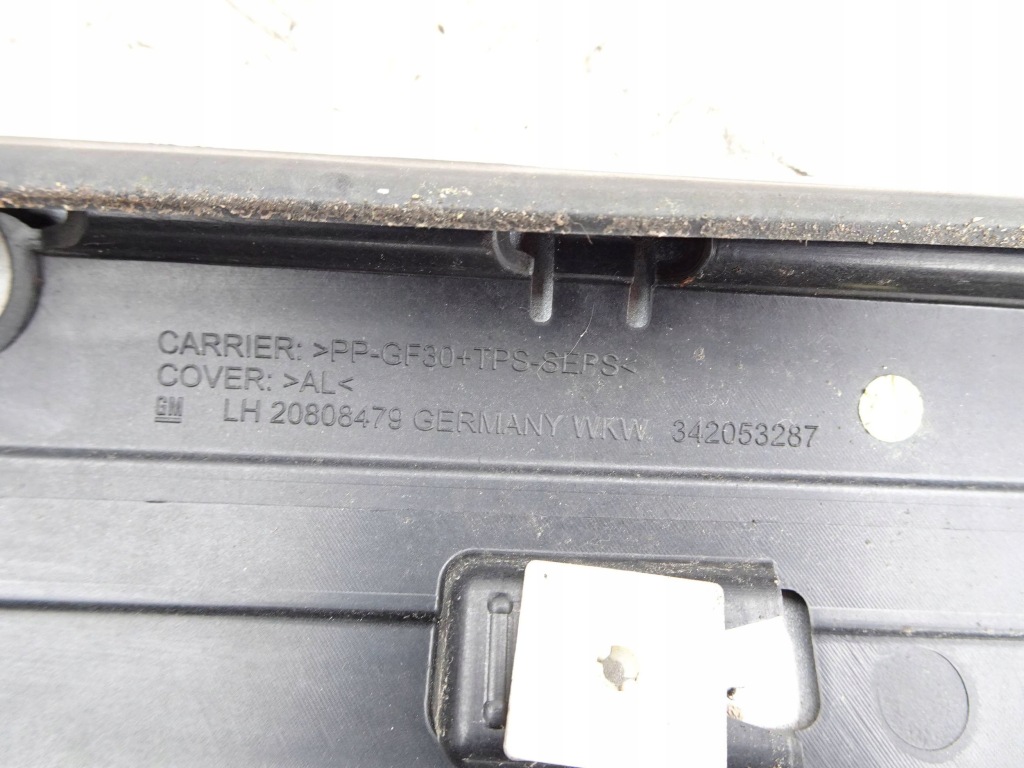 CARRIER: >PP-GF30+TPS-SEPS<
COVER: >AL<
GM LH 20808479 GERMANY WKW 342053287